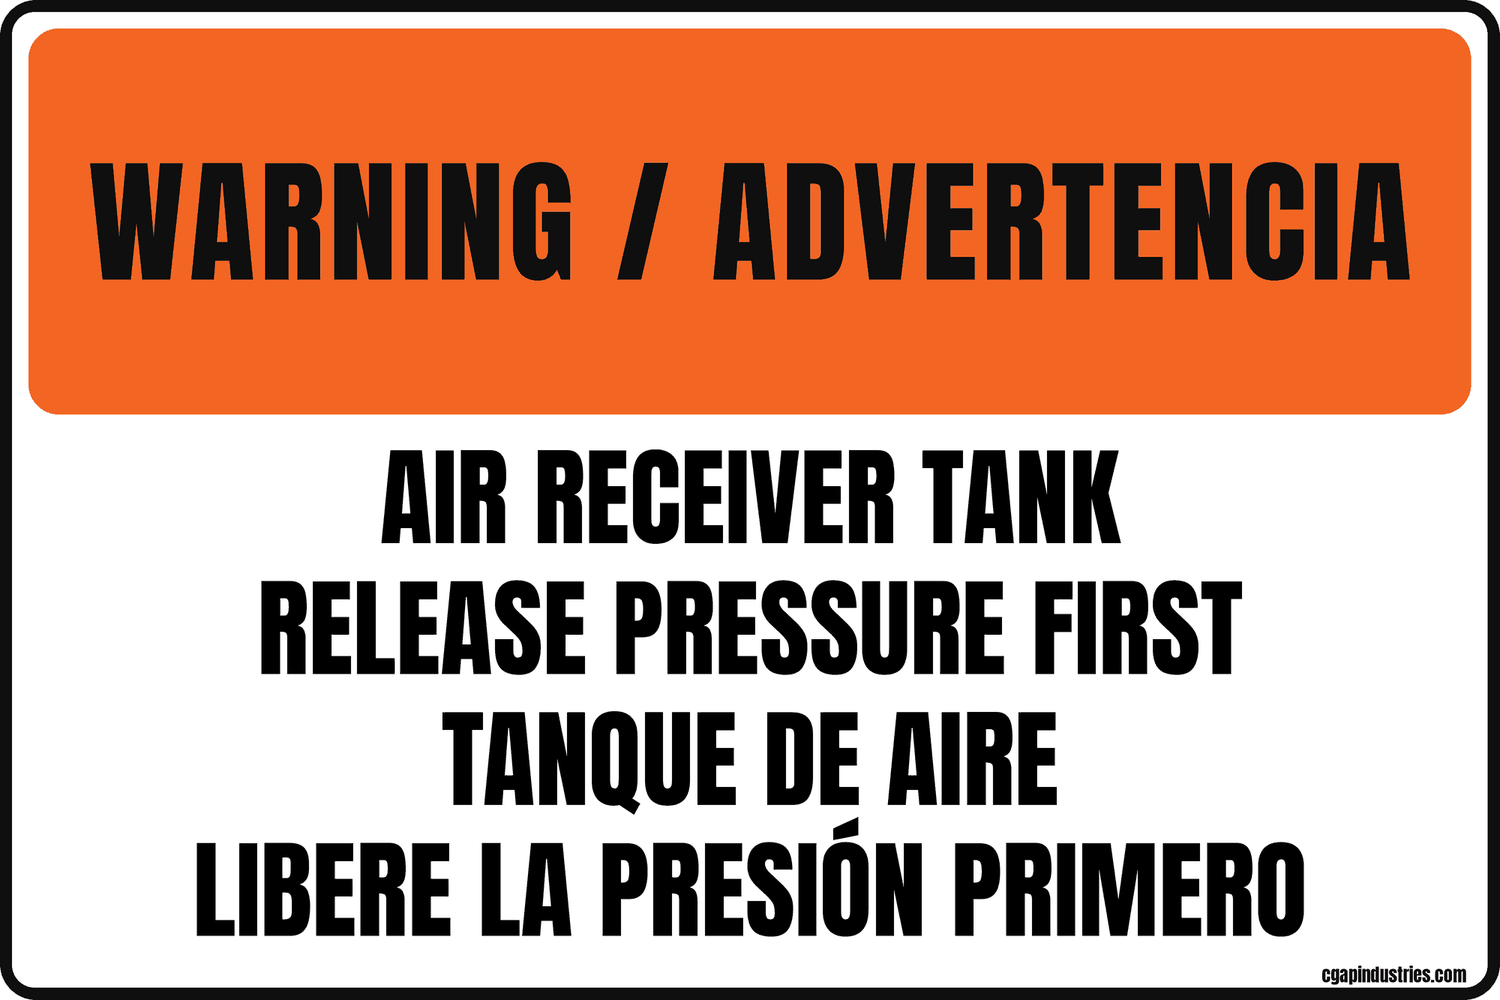 WARNING / ADVERTENCIA
AIR RECEIVER TANK
RELEASE PRESSURE FIRST
TANQUE DE AIRE
LIBERE LA PRESIÓN PRIMERO
cgapindustries.com